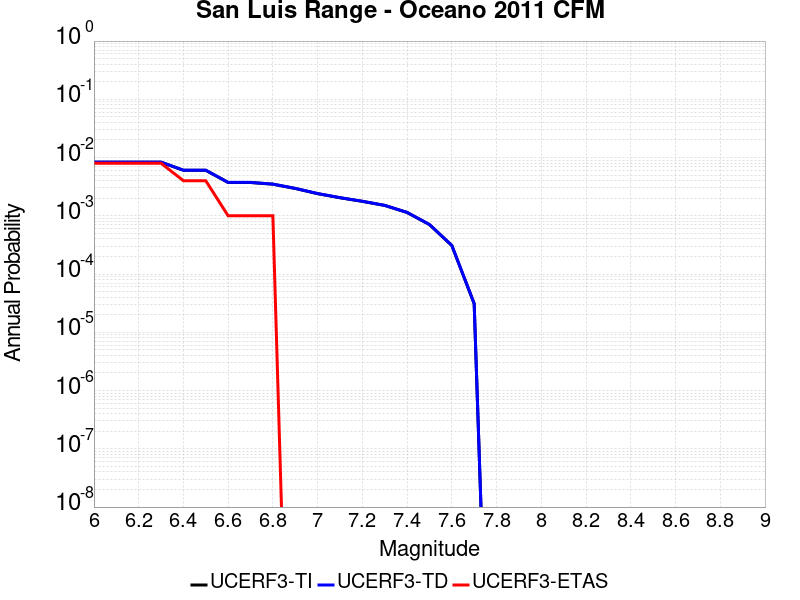 San Luis Range - Oceano 2011 CFM
Annual Probability
10^0
10^-1
10^-2
10^-3
10^-4
10^-5
10^-6
10^-7
10^-8
6 6.2 6.4 6.6 6.8 7 7.2 7.4 7.6 7.8 8 8.2 8.4 8.6 8.8 9
Magnitude
UCERF3-TI UCERF3-TD UCERF3-ETAS